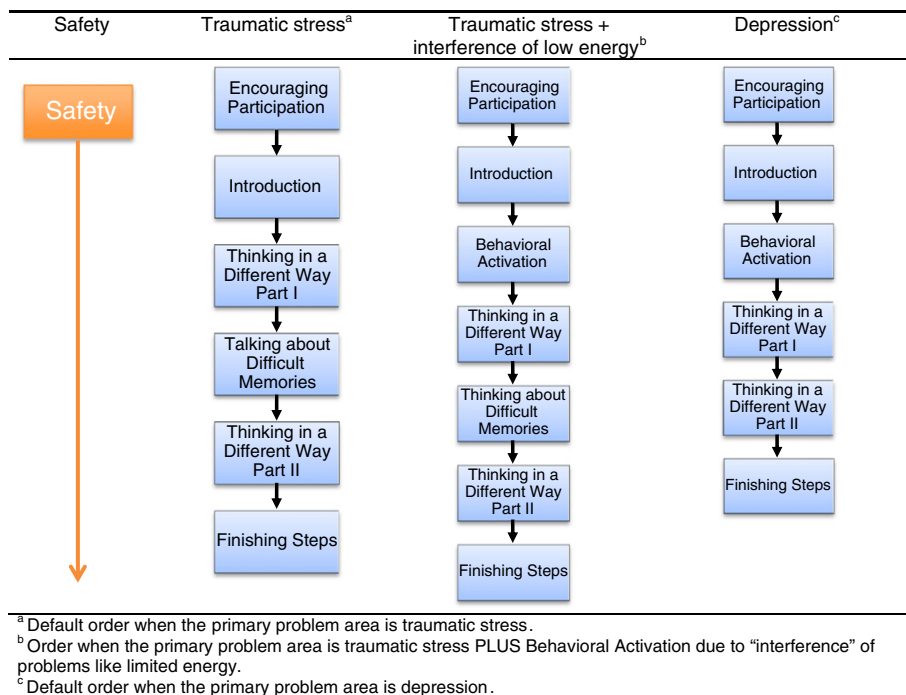 Safety
Traumatic stressa
Traumatic stress +
interference of low energyb
Depressionc
Safety
Encouraging
Participation
Introduction
Thinking in a
Different Way
Part I
Talking about
Difficult
Memories
Thinking in a
Different Way
Part II
Finishing Steps
Encouraging
Participation
Introduction
Behavioral
Activation
Thinking in a
Different Way
Part I
Thinking about
Difficult
Memories
Thinking in a
Different Way
Part II
Finishing Steps
Encouraging
Participation
Introduction
Behavioral
Activation
Thinking in a
Different Way
Part I
Thinking in a
Different Way
Part II
Finishing Steps
a Default order when the primary problem area is traumatic stress.
b Order when the primary problem area is traumatic stress PLUS Behavioral Activation due to “interference” of
problems like limited energy.
c Default order when the primary problem area is depression.